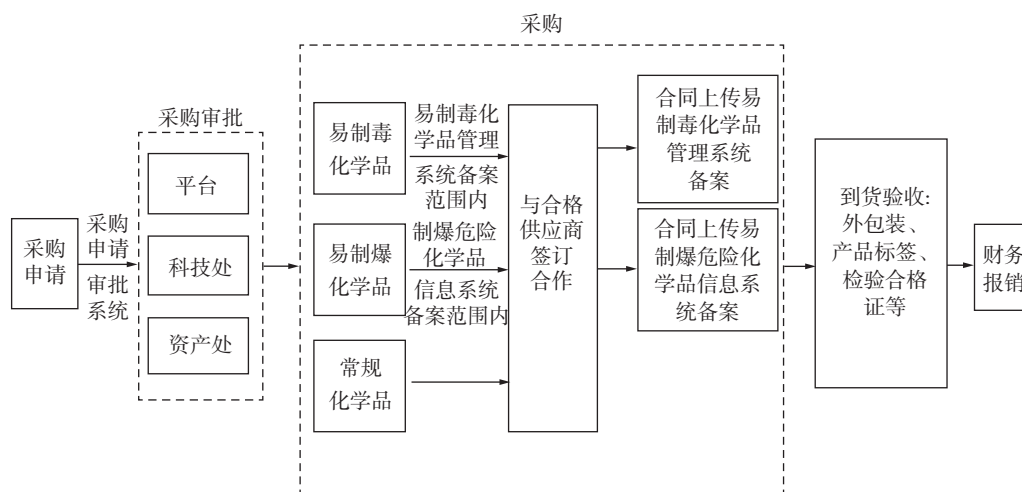 采购
采购审批
采购
申请
采购
申请
审批
系统
平台
科技处
资产处
易制毒
化学品
易制毒化
学品管理
系统备案
范围内
易制爆
化学品
制爆危险
化学品
信息系统
备案范围内
常规
化学品
与合格
供应商
签订
合作
合同上传易
制毒化学品
管理系统
备案
合同上传易
制爆危险化
学品信息系
统备案
到货验收:
外包装、
产品标签、
检验合格
证等
财务
报销